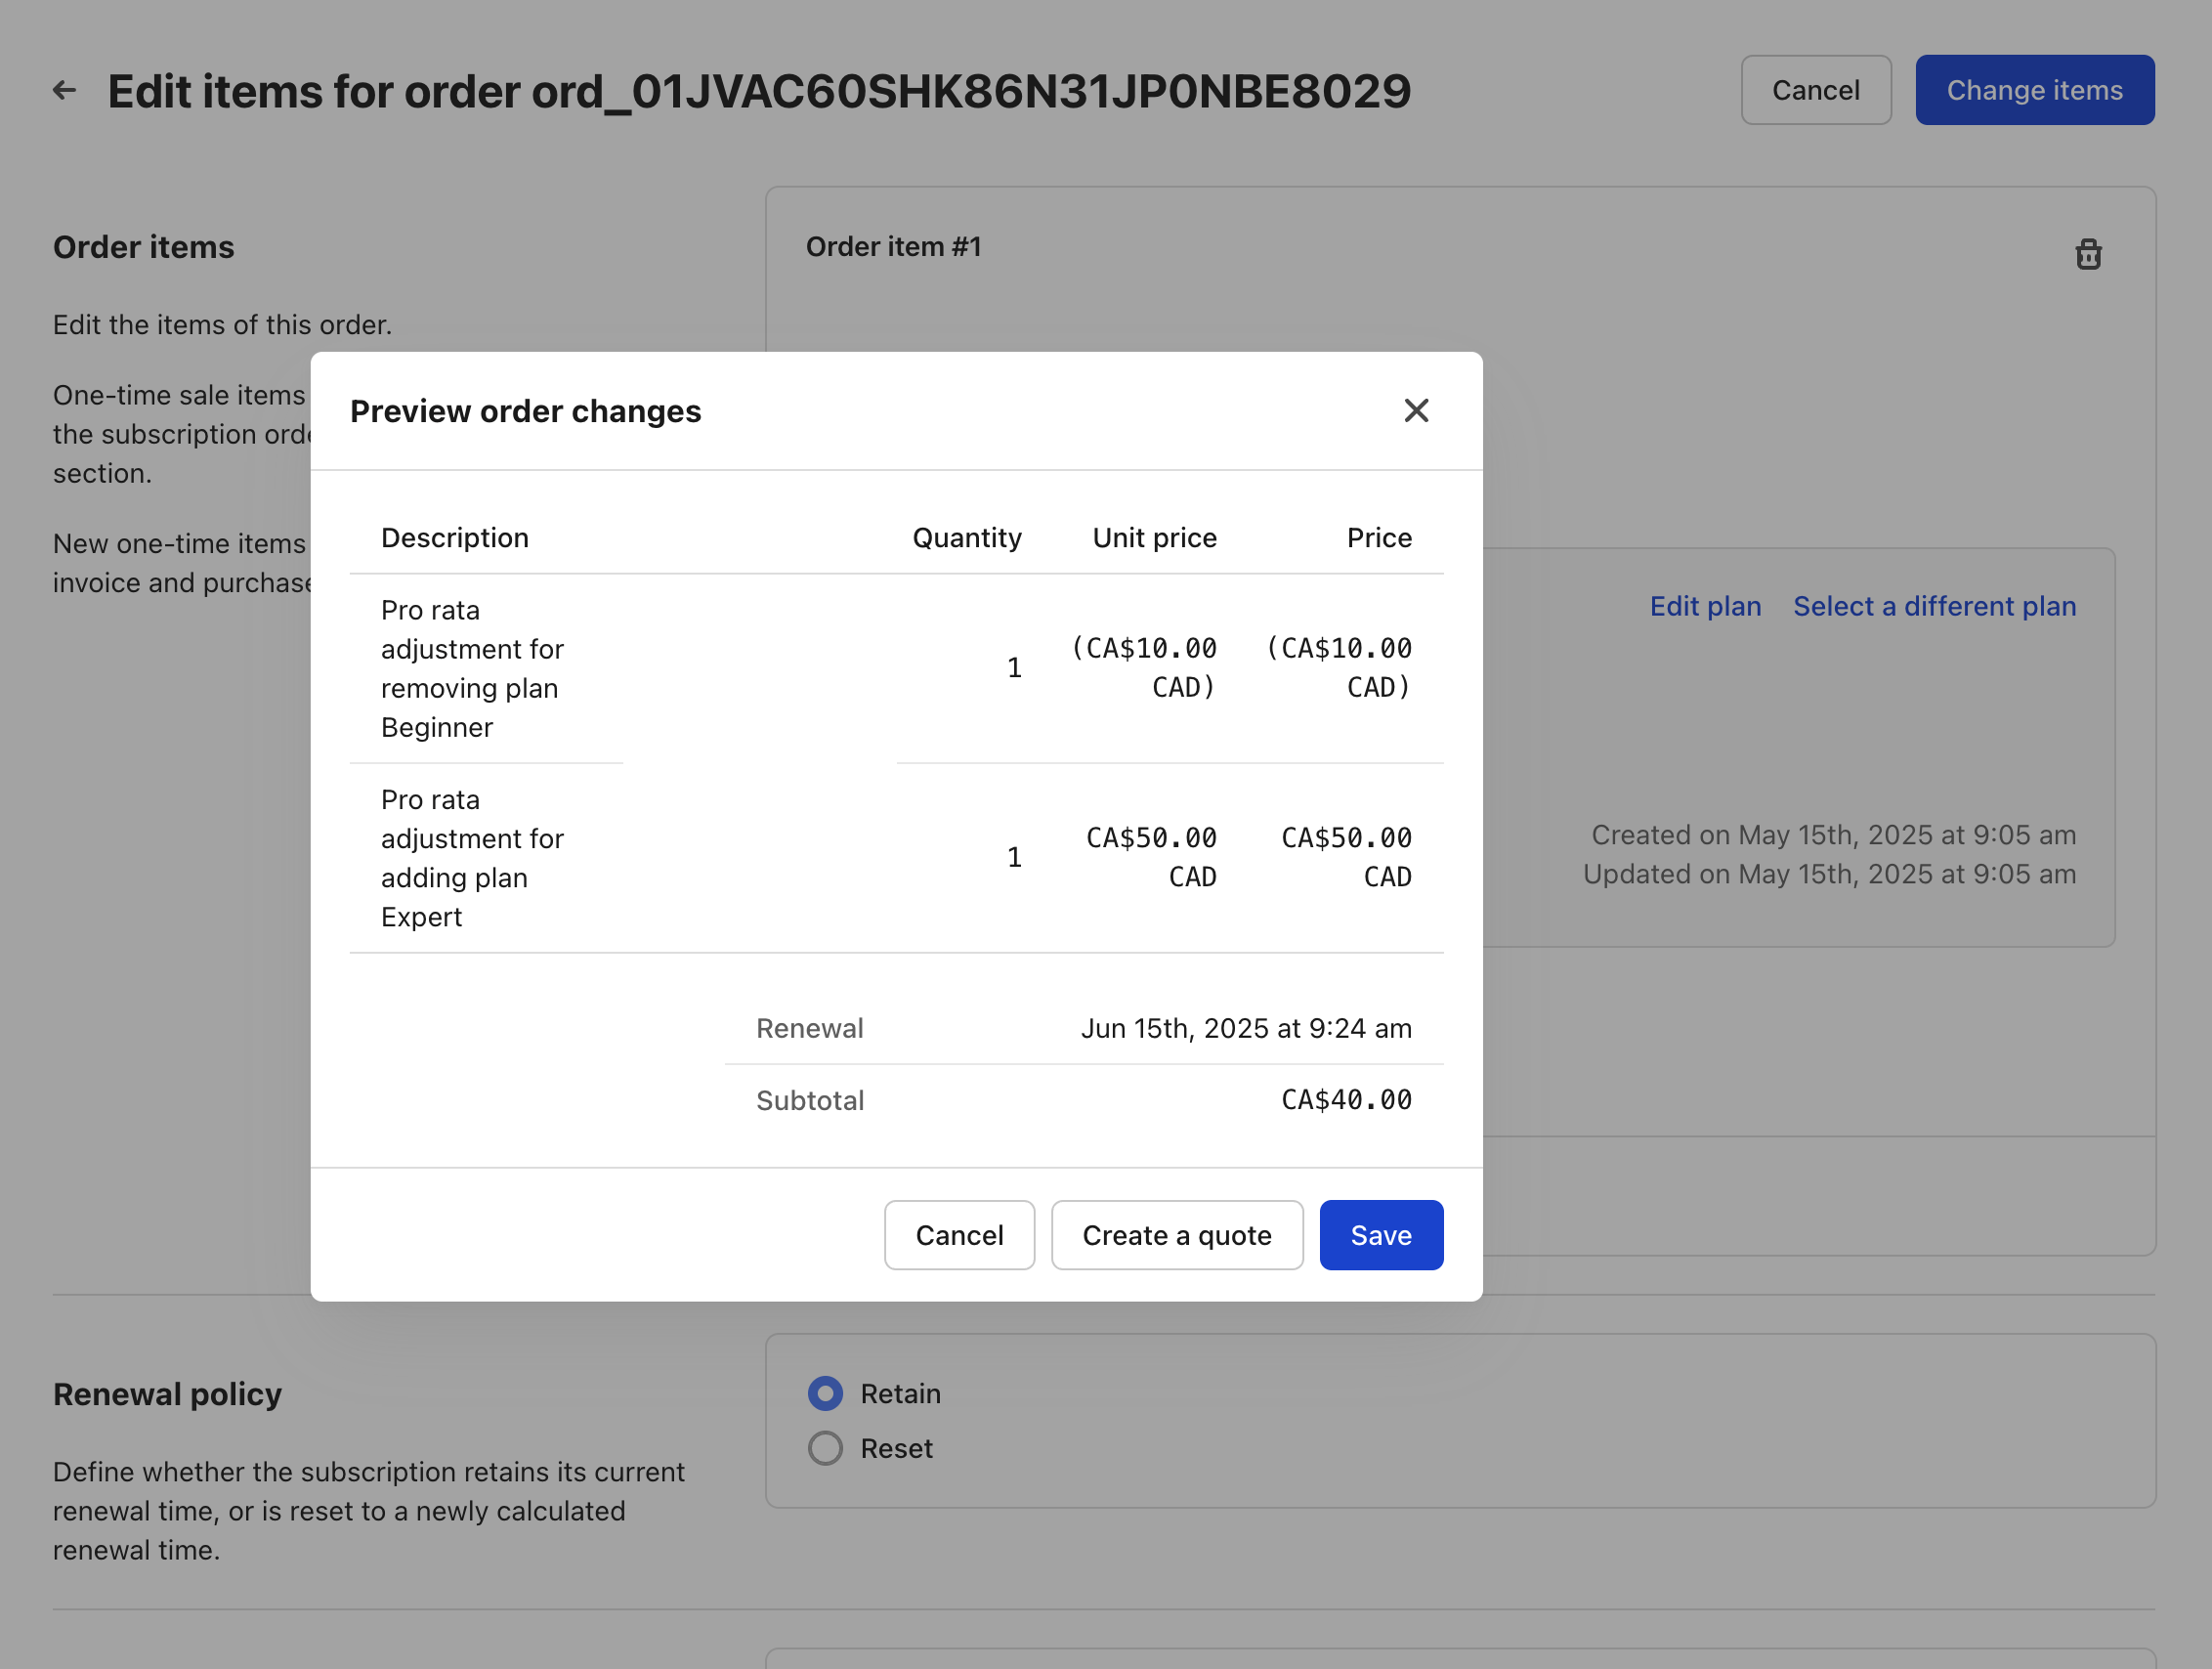 Edit items for order ord_01JVAC60SHK86N31JP0NBE8029
Cancel
Change items
Order items
Edit the items of this order.
One-time sale items
the subscription
section.
New one-time items
invoice and
Order item #1
Edit plan
Select a different plan
Created on May 15th, 2025 at 9:05 am
Updated on May 15th, 2025 at 9:05 am
Preview order changes
Description Quantity Unit price Price
Pro rata
adjustment for
removing plan
Beginner
1
(CA$10.00
CAD)
(CA$10.00
CAD)
Pro rata
adjustment for
adding plan
Expert
1
CA$50.00
CAD
CA$50.00
CAD
Renewal Jun 15th, 2025 at 9:24 am
Subtotal CA$40.00
Cancel
Create a quote
Save
Renewal policy
Define whether the subscription retains its current
renewal time, or is reset to a newly calculated
renewal time.
Retain
Reset